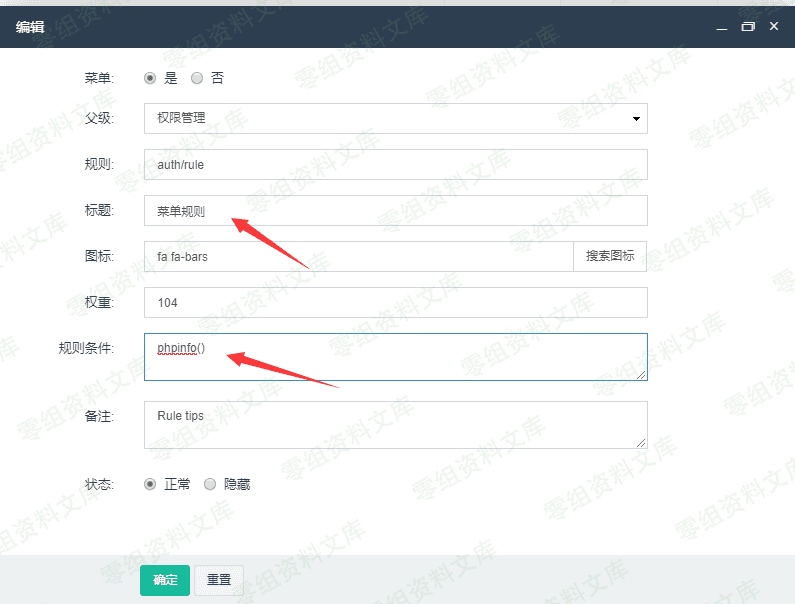 编辑
菜单: 是 否
父级: 权限管理
规则: auth/rule
标题: 菜单规则
图标: fa fa-bars 搜索图标
权重: 104
规则条件: phpinfo()
备注: Rule tips
状态: 正常 隐藏
确定 重置
零组资料文库